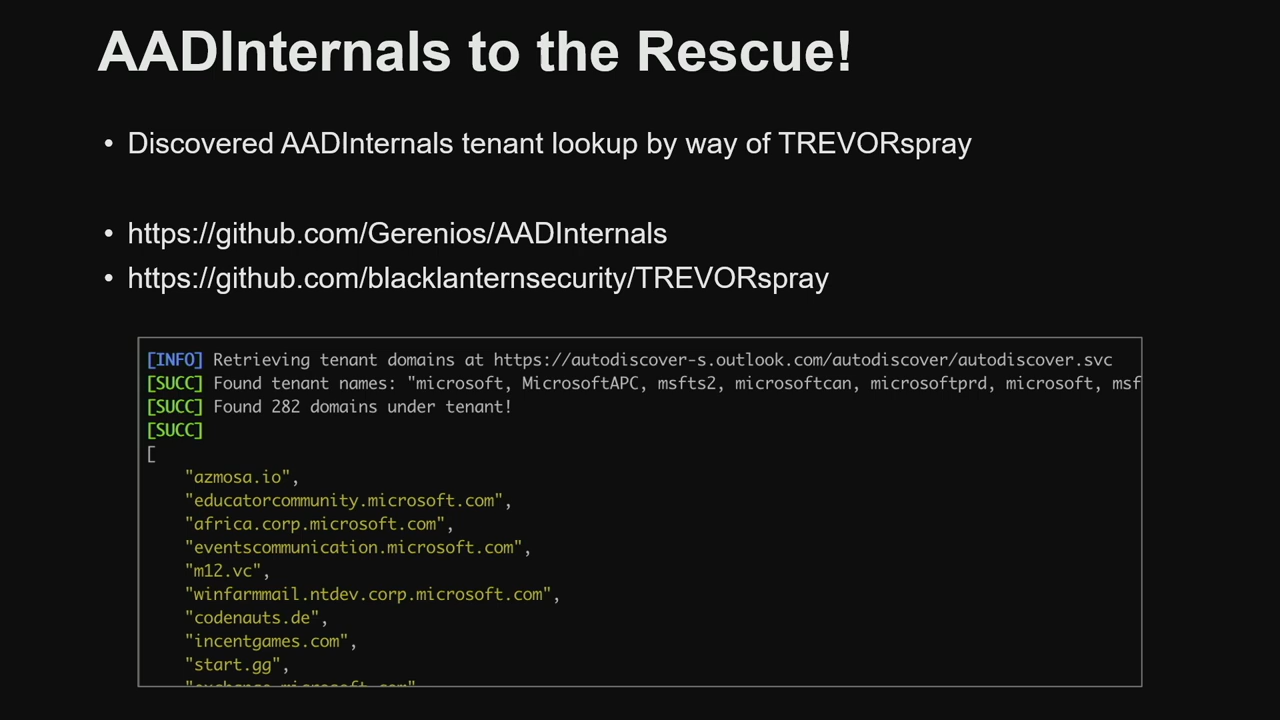 AADInternals to the Rescue!
• Discovered AADInternals tenant lookup by way of TREVORspray
• https://github.com/Gerenios/AADInternals
• https://github.com/blacklanternsecurity/TREVORspray
[INFO] Retrieving tenant domains at https://autodiscover-s.outlook.com/autodiscover/autodiscover.svc
[SUCC] Found tenant names: "microsoft, MicrosoftAPC, msfts2, microsoftcan, microsoftprd, microsoft, msf
[SUCC] Found 282 domains under tenant!
[SUCC]
[
"azmosa.io",
"educatorcommunity.microsoft.com",
"africa.corp.microsoft.com",
"eventscommunication.microsoft.com",
"m12.vc",
"winfarmmail.ntdev.corp.microsoft.com",
"codenauts.de",
"incentgames.com",
"start.gg",